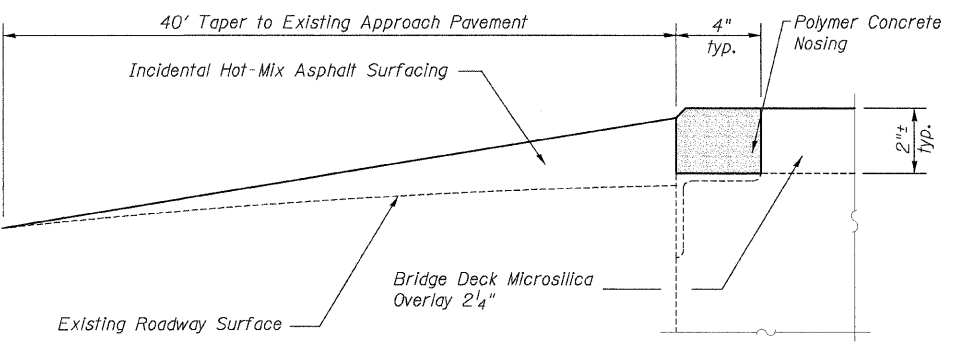 40' Taper to Existing Approach Pavement
4"
typ.
Polymer Concrete
Nosing
Incidental Hot-Mix Asphalt Surfacing
2"±
typ.
Bridge Deck Microsilica
Overlay 2¼"
Existing Roadway Surface